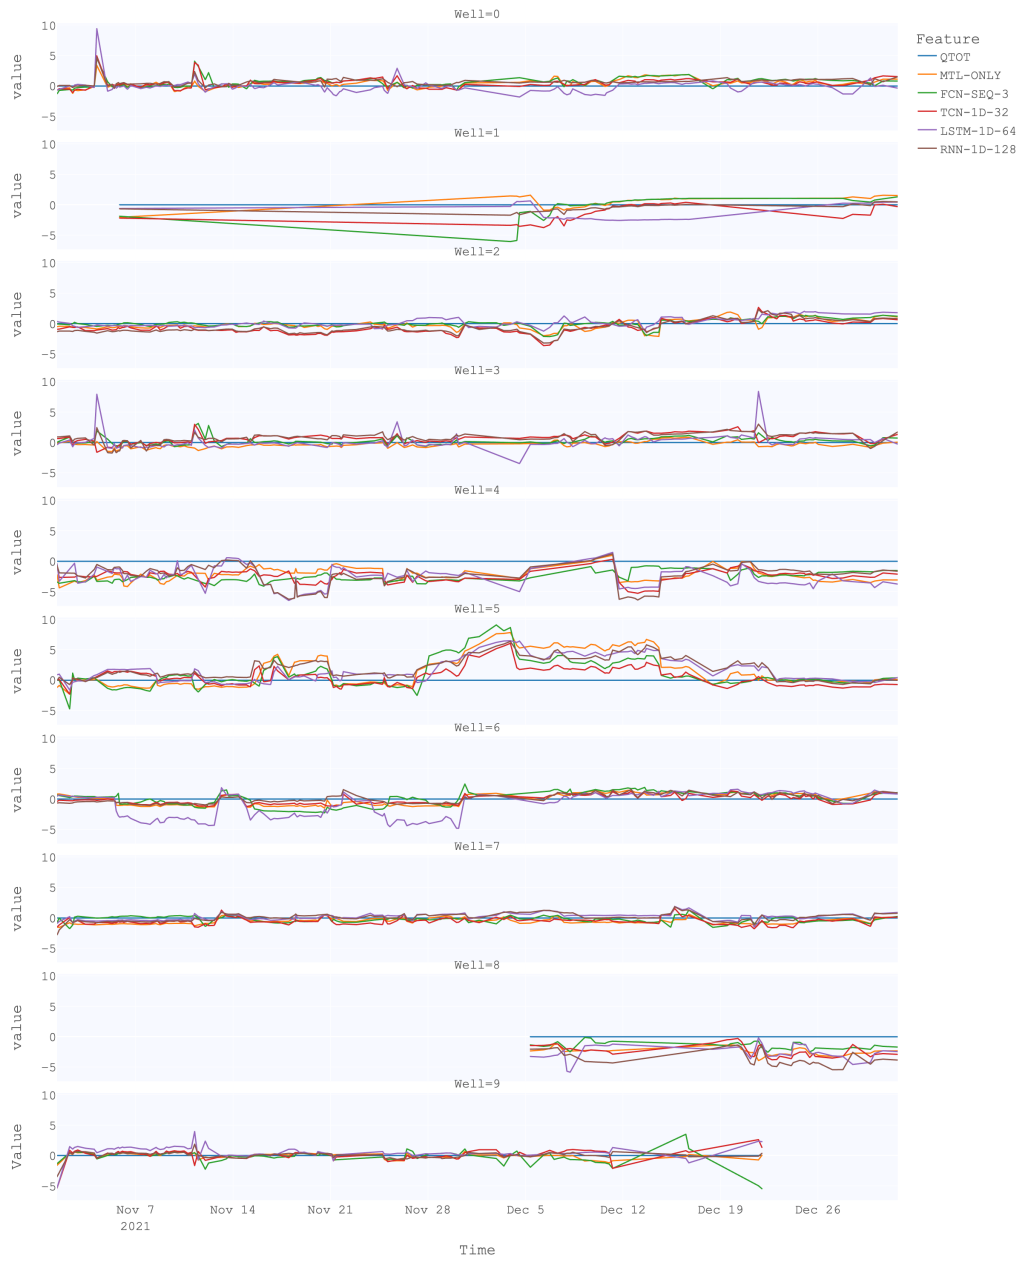 Well=0
10
5
0
−5
value
Feature
QTOT
MTL-ONLY
FCN-SEQ-3
TCN-1D-32
LSTM-1D-64
RNN-1D-128
Well=1
10
5
0
−5
value
Well=2
10
5
0
−5
value
Well=3
10
5
0
−5
value
Well=4
10
5
0
−5
value
Well=5
10
5
0
−5
value
Well=6
10
5
0
−5
value
Well=7
10
5
0
−5
value
Well=8
10
5
0
−5
value
Well=9
10
5
0
−5
Value
Nov 7 Nov 14 Nov 21 Nov 28 Dec 5 Dec 12 Dec 19 Dec 26
2021
Time